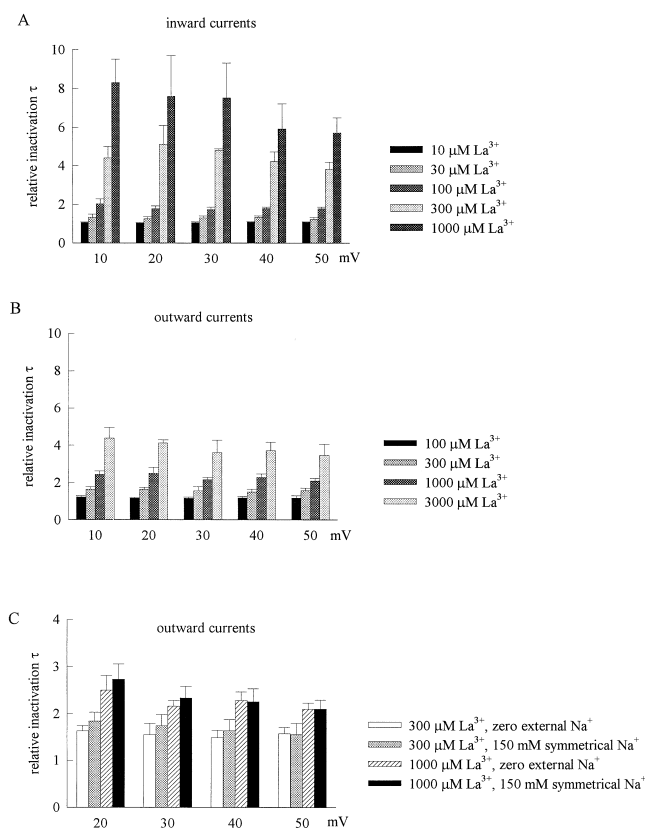 A
inward currents
relative inactivation τ
10
8
6
4
2
0
10 20 30 40 50 mV
10 µM La³⁺
30 µM La³⁺
100 µM La³⁺
300 µM La³⁺
1000 µM La³⁺
B
outward currents
relative inactivation τ
10
8
6
4
2
0
10 20 30 40 50 mV
100 µM La³⁺
300 µM La³⁺
1000 µM La³⁺
3000 µM La³⁺
C
outward currents
relative inactivation τ
4
3
2
1
0
20 30 40 50 mV
300 µM La³⁺, zero external Na⁺
300 µM La³⁺, 150 mM symmetrical Na⁺
1000 µM La³⁺, zero external Na⁺
1000 µM La³⁺, 150 mM symmetrical Na⁺